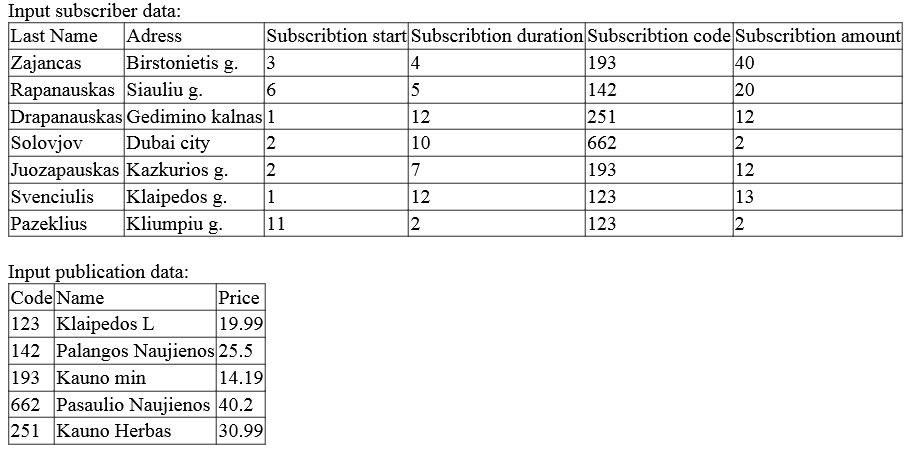 Input subscriber data:
Last Name Adress Subscribtion start Subscribtion duration Subscribtion code Subscribtion amount
Zajancas Birstonietis g. 3 4 193 40
Rapanauskas Siauliu g. 6 5 142 20
Drapanauskas Gedimino kalnas 1 12 251 12
Solovjov Dubai city 2 10 662 2
Juozapauskas Kazkurios g. 2 7 193 12
Svenciulis Klaipedos g. 1 12 123 13
Pazeklius Kliumpiu g. 11 2 123 2
Input publication data:
Code Name Price
123 Klaipedos L 19.99
142 Palangos Naujienos 25.5
193 Kauno min 14.19
662 Pasaulio Naujienos 40.2
251 Kauno Herbas 30.99